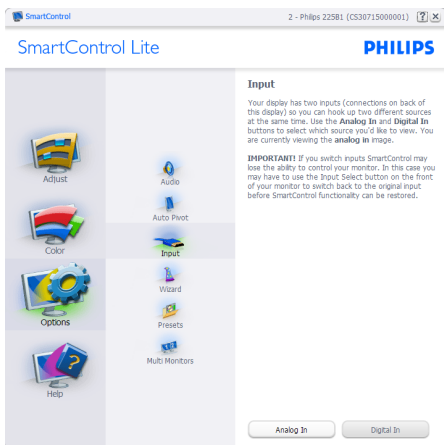 SmartControl
2 - Philips 225B1 (CS30715000001)
SmartControl Lite
PHILIPS
Adjust
Color
Options
Help
Audio
Auto Pivot
Input
Wizard
Presets
Multi Monitors
Input
Your display has two inputs (connections on back of
this display) so you can hook up two different sources
at the same time. Use the Analog In and Digital In
buttons to select which source you'd like to view. You
are currently viewing the analog in image.
IMPORTANT! If you switch inputs SmartControl may
lose the ability to control your monitor. In this case you
may have to use the Input Select button on the front
of your monitor to switch back to the original input
before SmartControl functionality can be restored.
Analog In
Digital In